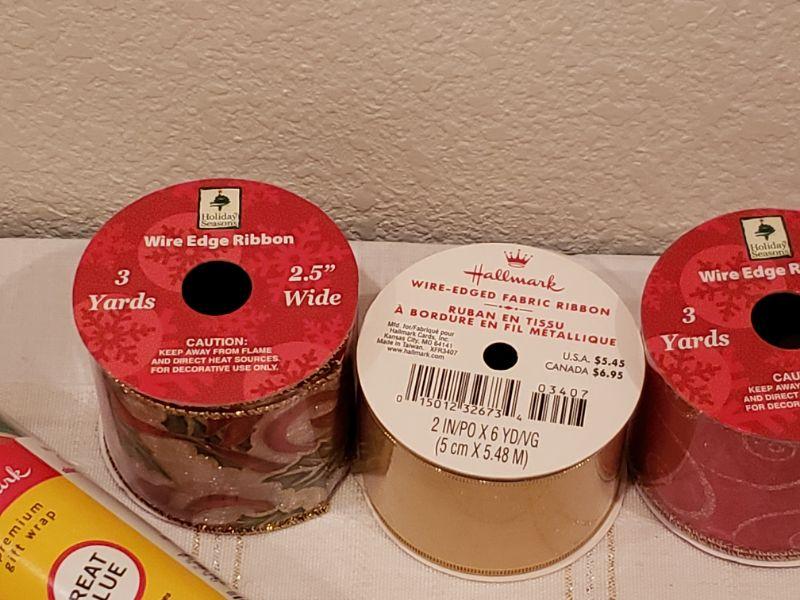 Holiday
Seasons
Wire Edge Ribbon
3
Yards
2.5”
Wide
CAUTION:
KEEP AWAY FROM FLAME
AND DIRECT HEAT SOURCES.
FOR DECORATIVE USE ONLY.
Hallmark
WIRE-EDGED FABRIC RIBBON
RUBAN EN TISSU
À BORDURE EN FIL MÉTALLIQUE
Mfd. for/Fabriqué pour
Hallmark Cards, Inc.
Kansas City, MO 64141
Made in Taiwan. XFR3407
www.hallmark.com
U.S.A. $5.45
CANADA $6.95
03407
0 15012 32673 4
2 IN/PO X 6 YD/VG
(5 cm X 5.48 M)
Holiday
Seasons
Wire Edge R
3
Yards
CAU
KEEP AWAY
AND DIRECT
FOR DECOR
ark
premium
gift wrap
REAT
LUE